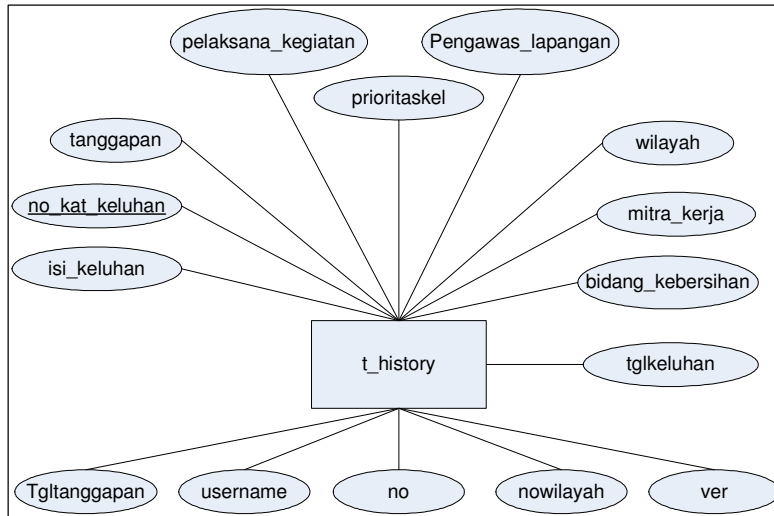 pelaksana_kegiatan
Pengawas_lapangan
prioritaskel
tanggapan
wilayah
no_kat_keluhan
mitra_kerja
isi_keluhan
bidang_kebersihan
t_history
tglkeluhan
Tgltanggapan
username
no
nowilayah
ver